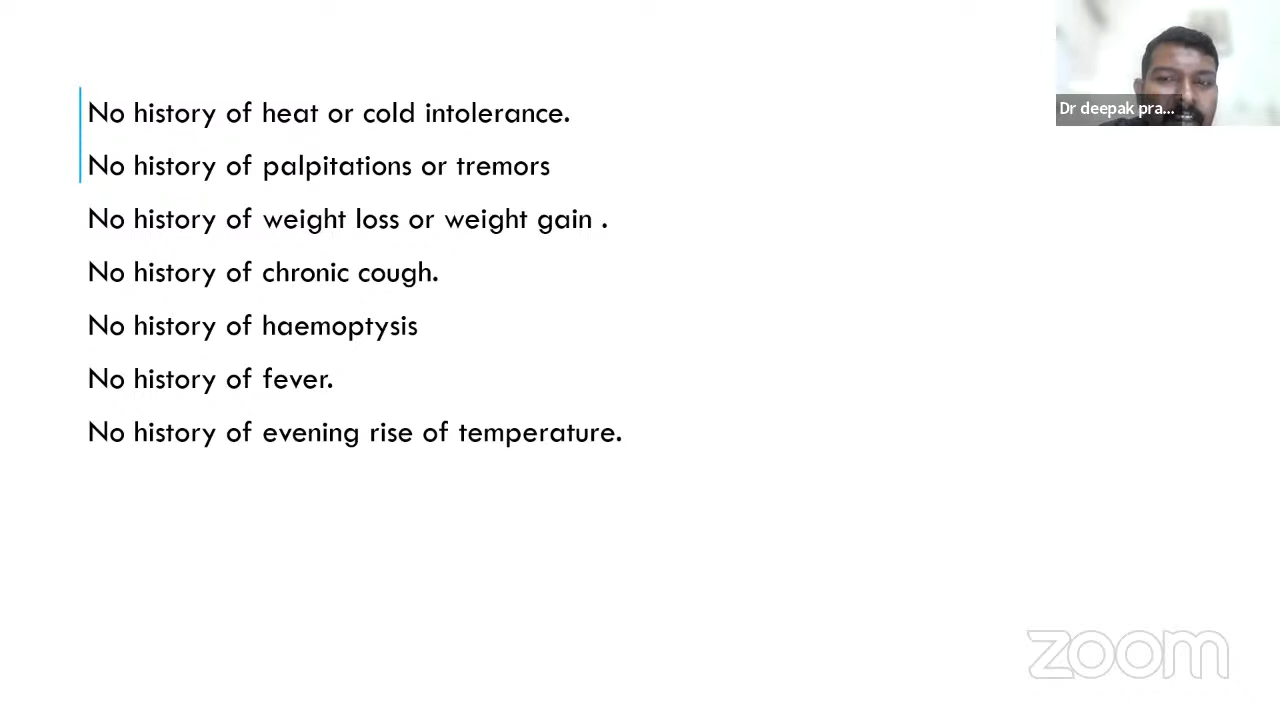 Dr deepak pra...
No history of heat or cold intolerance.
No history of palpitations or tremors
No history of weight loss or weight gain .
No history of chronic cough.
No history of haemoptysis
No history of fever.
No history of evening rise of temperature.
zoom